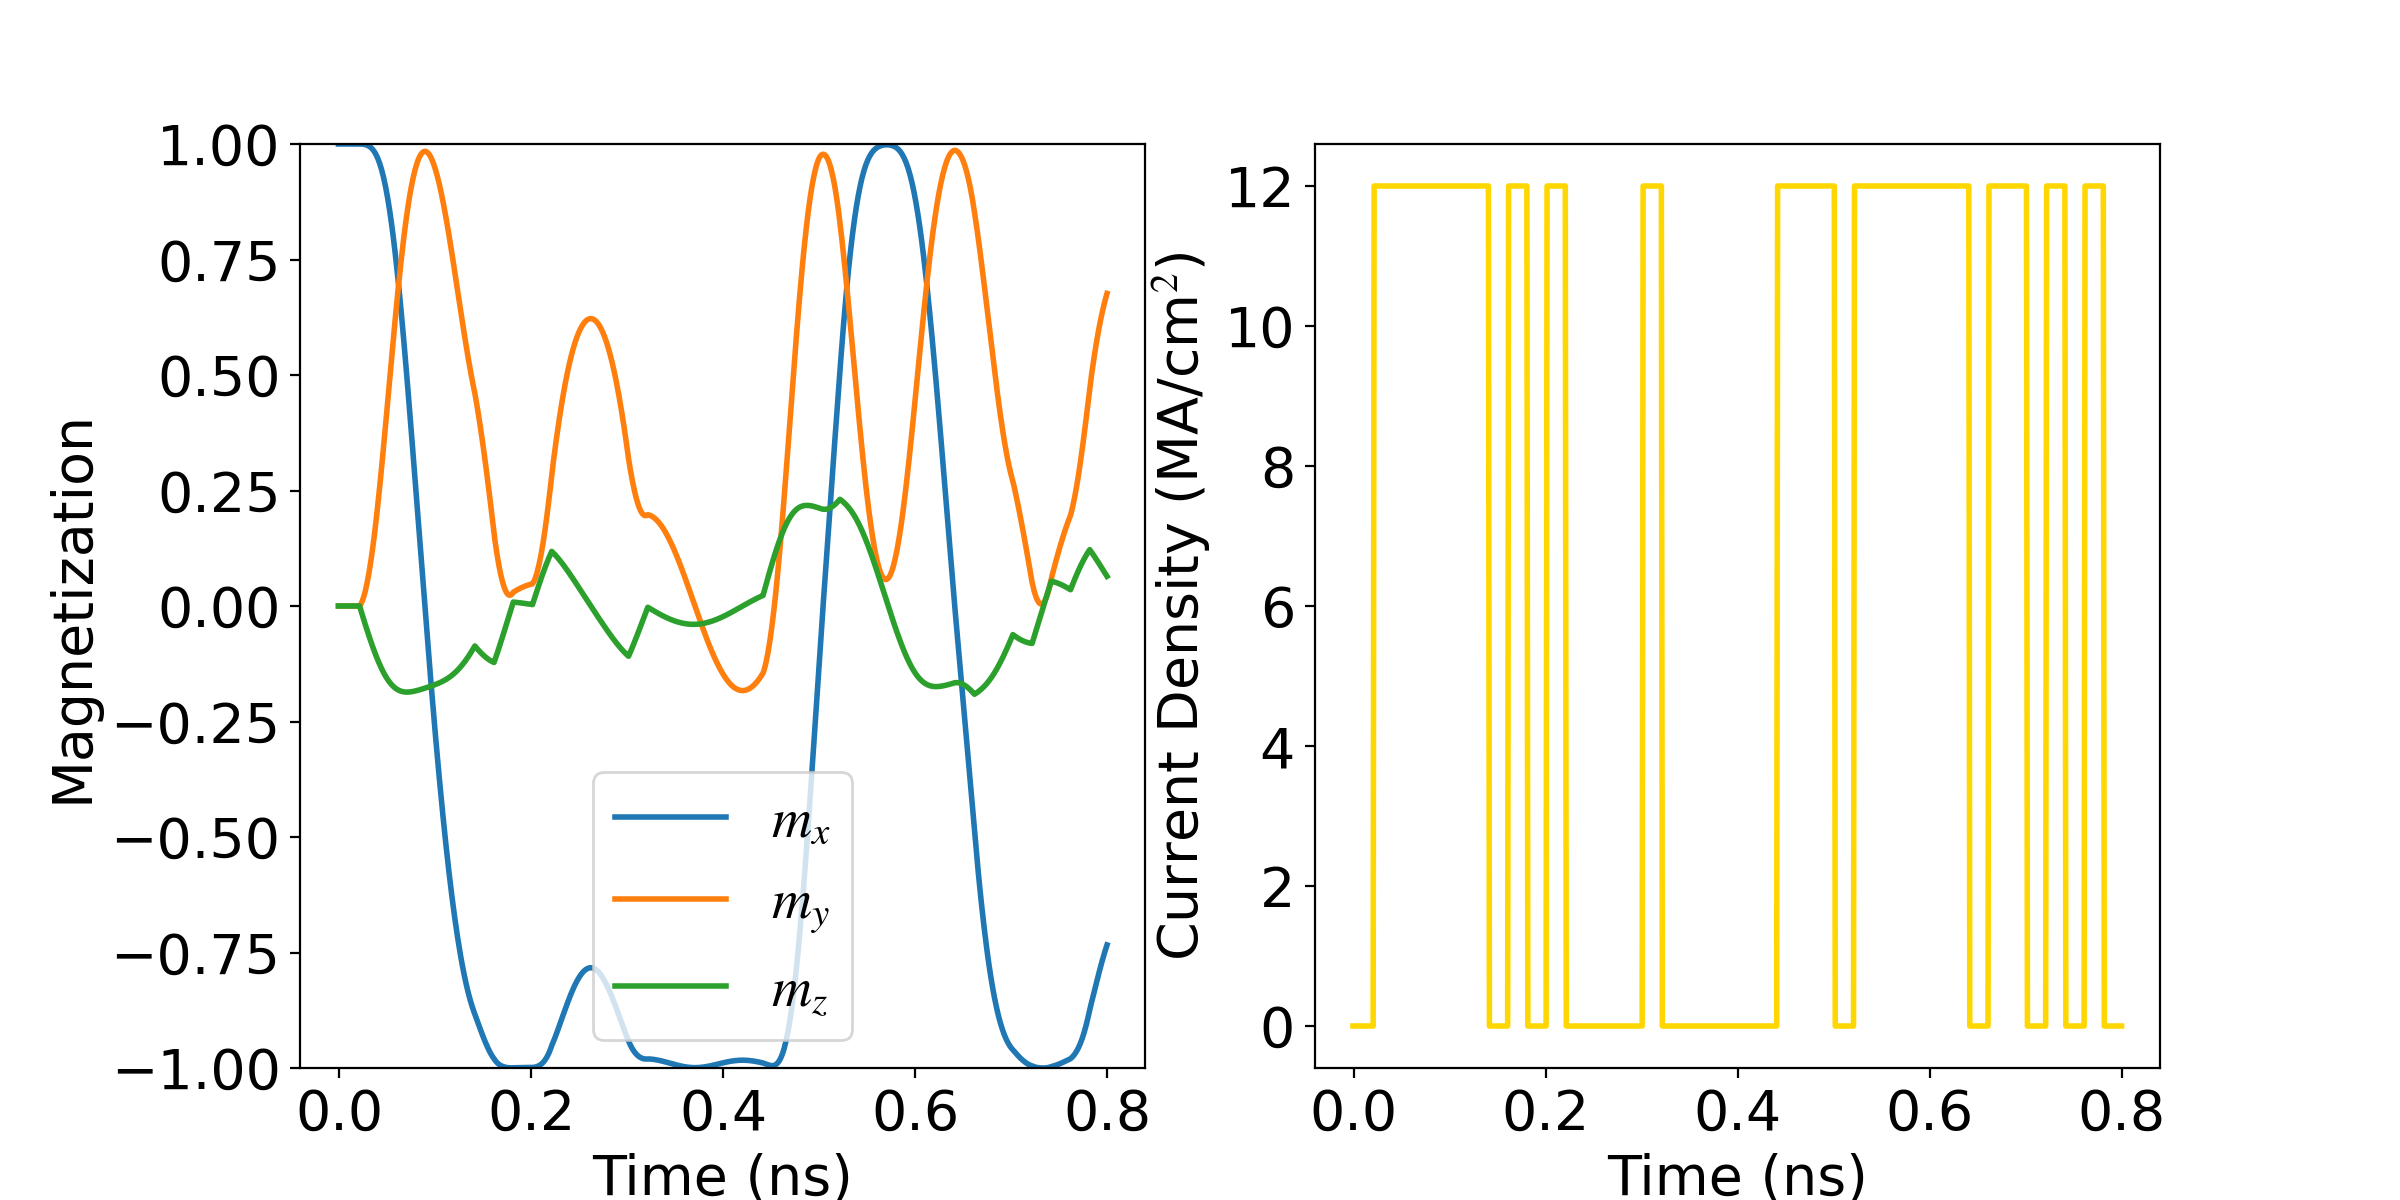 1.00
0.75
0.50
0.25
0.00
−0.25
−0.50
−0.75
−1.00
Magnetization
0.0 0.2 0.4 0.6 0.8
Time (ns)
m_x
m_y
m_z
12
10
8
6
4
2
0
Current Density (MA/cm²)
0.0 0.2 0.4 0.6 0.8
Time (ns)